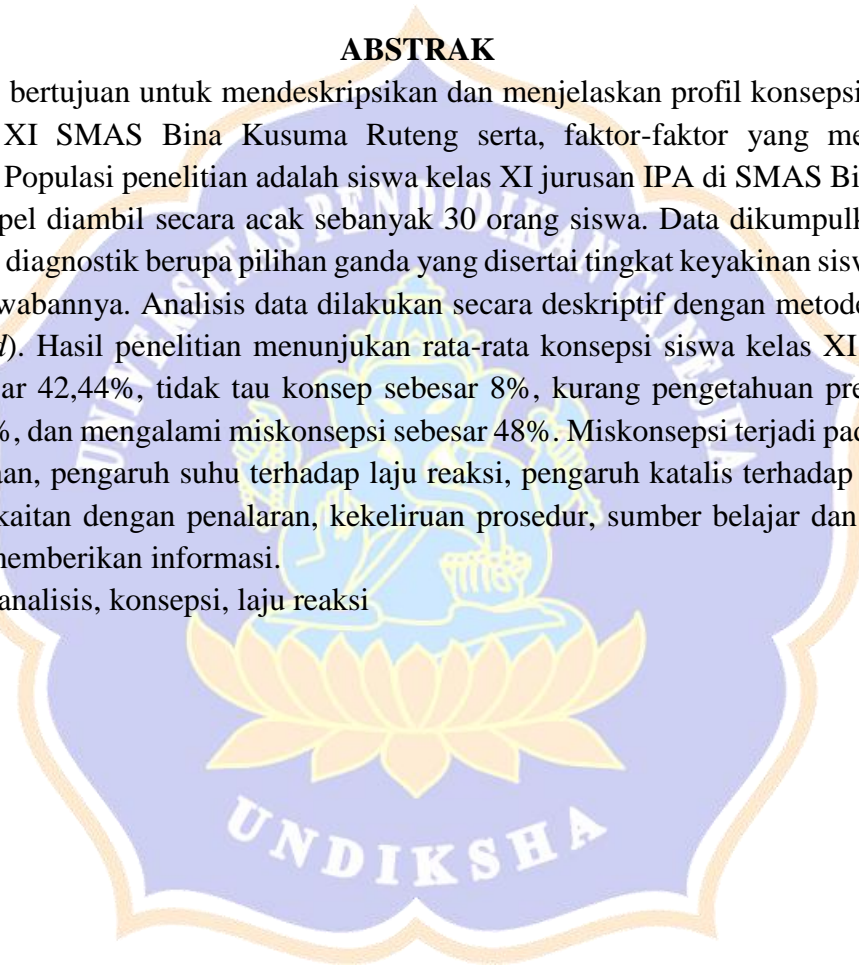 ABSTRAK
bertujuan untuk mendeskripsikan dan menjelaskan profil konsepsi
XI SMAS Bina Kusuma Ruteng serta, faktor-faktor yang me
Populasi penelitian adalah siswa kelas XI jurusan IPA di SMAS Bi
pel diambil secara acak sebanyak 30 orang siswa. Data dikumpulk
diagnostik berupa pilihan ganda yang disertai tingkat keyakinan sisw
wabannya. Analisis data dilakukan secara deskriptif dengan metod
d). Hasil penelitian menunjukan rata-rata konsepsi siswa kelas XI
ar 42,44%, tidak tau konsep sebesar 8%, kurang pengetahuan pre
%, dan mengalami miskonsepsi sebesar 48%. Miskonsepsi terjadi pad
aan, pengaruh suhu terhadap laju reaksi, pengaruh katalis terhadap
kaitan dengan penalaran, kekeliruan prosedur, sumber belajar dan
memberikan informasi.
analisis, konsepsi, laju reaksi
UNIVERSITAS PENDIDIKAN GANESHA
UNDIKSHA